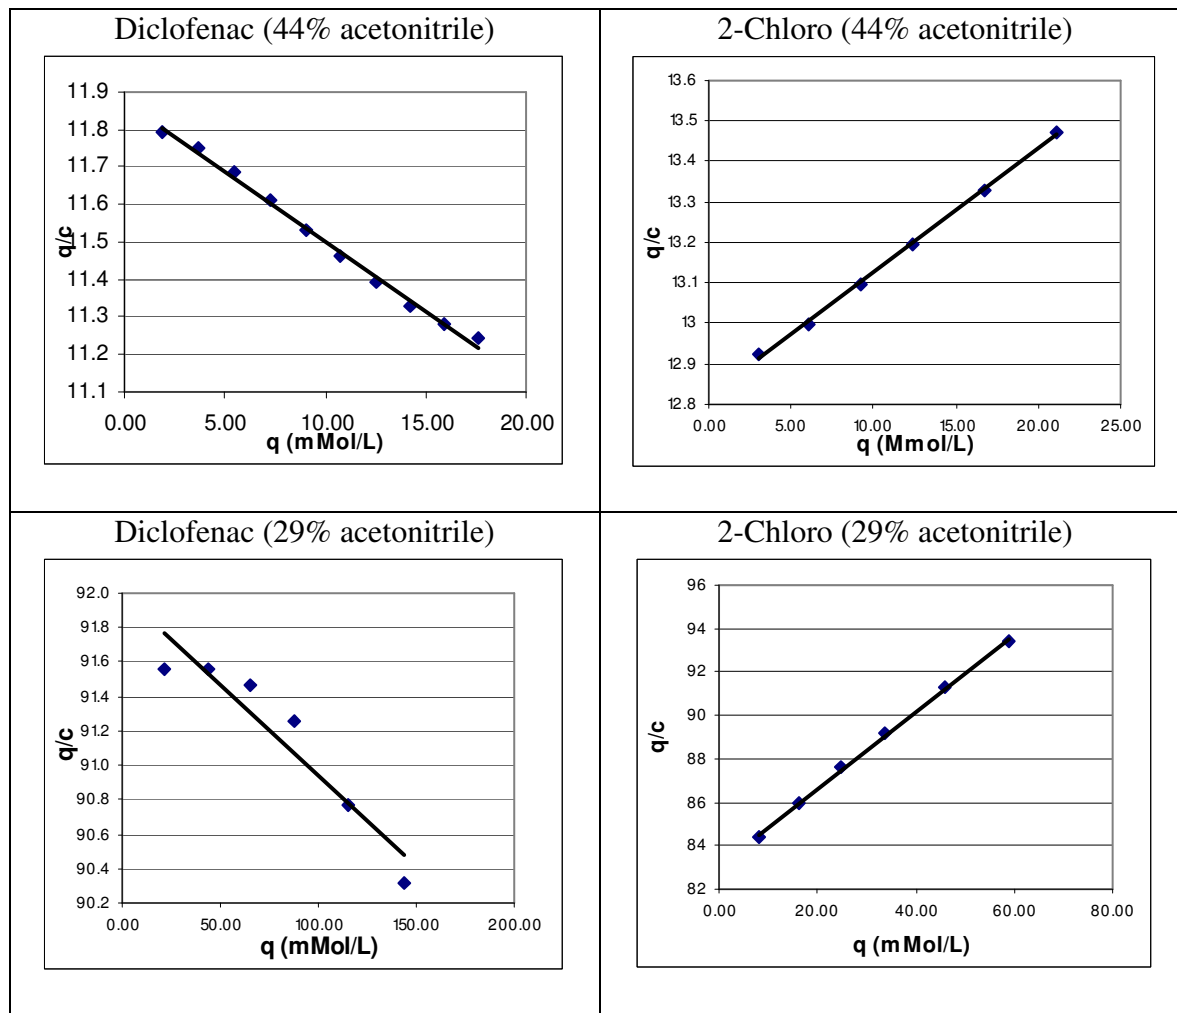 Diclofenac (44% acetonitrile)
11.9
11.8
11.7
11.6
11.5
11.4
11.3
11.2
11.1
q/c
0.00 5.00 10.00 15.00 20.00
q (mMol/L)
2-Chloro (44% acetonitrile)
13.6
13.5
13.4
13.3
13.2
13.1
13
12.9
12.8
q/c
0.00 5.00 10.00 15.00 20.00 25.00
q (Mmol/L)
Diclofenac (29% acetonitrile)
92.0
91.8
91.6
91.4
91.2
91.0
90.8
90.6
90.4
90.2
q/c
0.00 50.00 100.00 150.00 200.00
q (mMol/L)
2-Chloro (29% acetonitrile)
96
94
92
90
88
86
84
82
q/c
0.00 20.00 40.00 60.00 80.00
q (mMol/L)